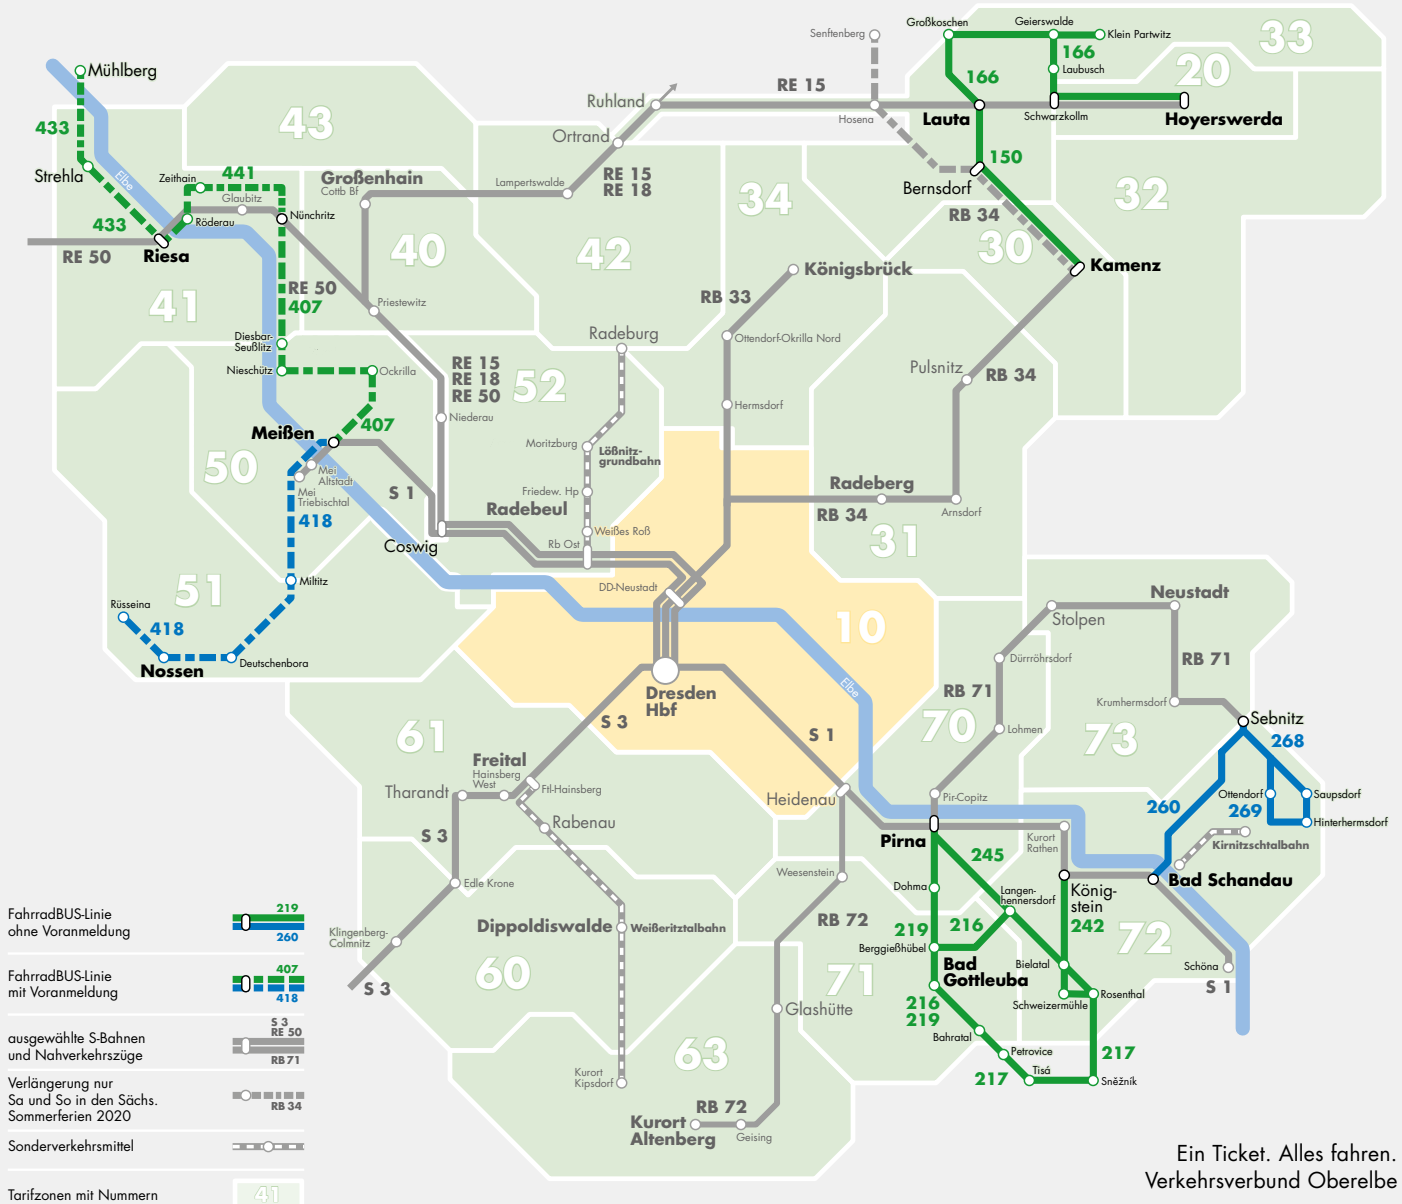 Großkoschen
Geierswalde
Klein Partwitz
33
Senftenberg
166
Laubusch
20
Mühlberg
166
RE 15
Ruhland
43
Hosena
Lauta
Schwarzkollm
Hoyerswerda
433
Ortrand
150
Strehla
Elbe
Zeithain
441
Großenhain
Cottb Bf
Lampertswalde
RE 15
RE 18
34
Bernsdorf
32
Glaubitz
Röderau
Nünchritz
433
RB 34
30
RE 50
Riesa
40
42
Königsbrück
Kamenz
41
RE 50
407
RB 33
Priestewitz
Diesbar-
Seußlitz
Radeburg
Ottendorf-Okrilla Nord
Nieschütz
Ockrilla
RE 15
RE 18
RE 50
52
Pulsnitz
RB 34
Hermsdorf
Niederau
407
Meißen
Moritzburg
Lößnitz-
grundbahn
50
Mei
Altstadt
Mei
Triebischtal
S 1
Friedew. Hp
Radebeul
Radeberg
RB 34
Arnsdorf
418
Weißes Roß
Coswig
Rb Ost
31
51
Miltitz
DD-Neustadt
Rüsseina
418
10
Neustadt
Stolpen
Nossen
Deutschenbora
Dürrröhrsdorf
RB 71
Elbe
Dresden
Hbf
RB 71
Krumhermsdorf
S 3
S 1
61
70
Lohmen
73
Sebnitz
268
Freital
Hainsberg
West
Ftl-Hainsberg
Tharandt
Heidenau
Pir-Copitz
260
Ottendorf
269
Saupsdorf
Hinterhermsdorf
Rabenau
S 3
Pirna
245
Kurort
Rathen
Kirnitzschtalbahn
Weesenstein
Edle Krone
Dohma
Langen-
hennersdorf
König-
stein
Bad Schandau
FahrradBUS-Linie
ohne Voranmeldung
219
260
Dippoldiswalde
Weißeritztalbahn
RB 72
219
216
242
72
Klingenberg-
Colmnitz
Berggießhübel
Bad
Gottleuba
Bielatal
Schöna
FahrradBUS-Linie
mit Voranmeldung
407
418
S 3
60
71
S 1
216
219
Schweizermühle
Rosenthal
Glashütte
ausgewählte S-Bahnen
und Nahverkehrszüge
S 3
RE 50
RB 71
63
Bahratal
Petrovice
217
Tisá
217
Sněžník
Verlängerung nur
Sa und So in den Sächs.
Sommerferien 2020
RB 34
Kurort
Kipsdorf
RB 72
Kurort
Altenberg
Geising
Sonderverkehrsmittel
Tarifzonen mit Nummern
41
Ein Ticket. Alles fahren.
Verkehrsverbund Oberelbe